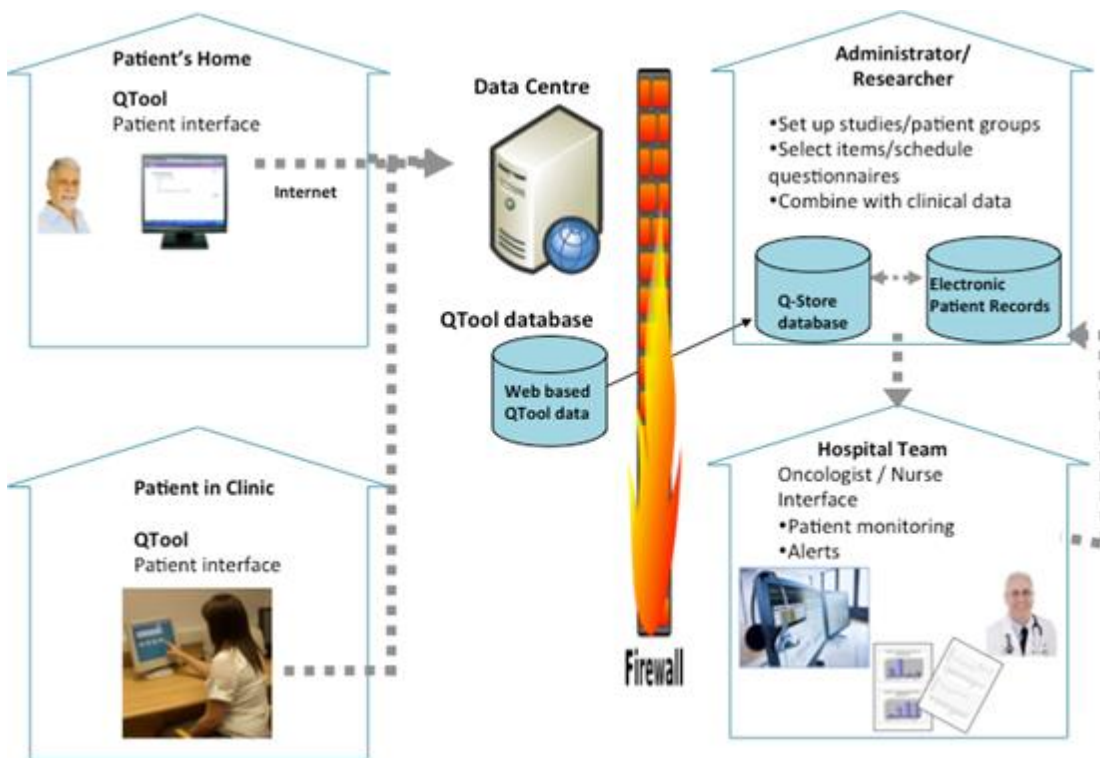 Patient's Home
QTool
Patient interface
Internet
Data Centre
QTool database
Web based
QTool data
Firewall
Administrator/
Researcher
•Set up studies/patient groups
•Select items/schedule
questionnaires
•Combine with clinical data
Q-Store
database
Electronic
Patient Records
Patient in Clinic
QTool
Patient interface
Hospital Team
Oncologist / Nurse
Interface
•Patient monitoring
•Alerts